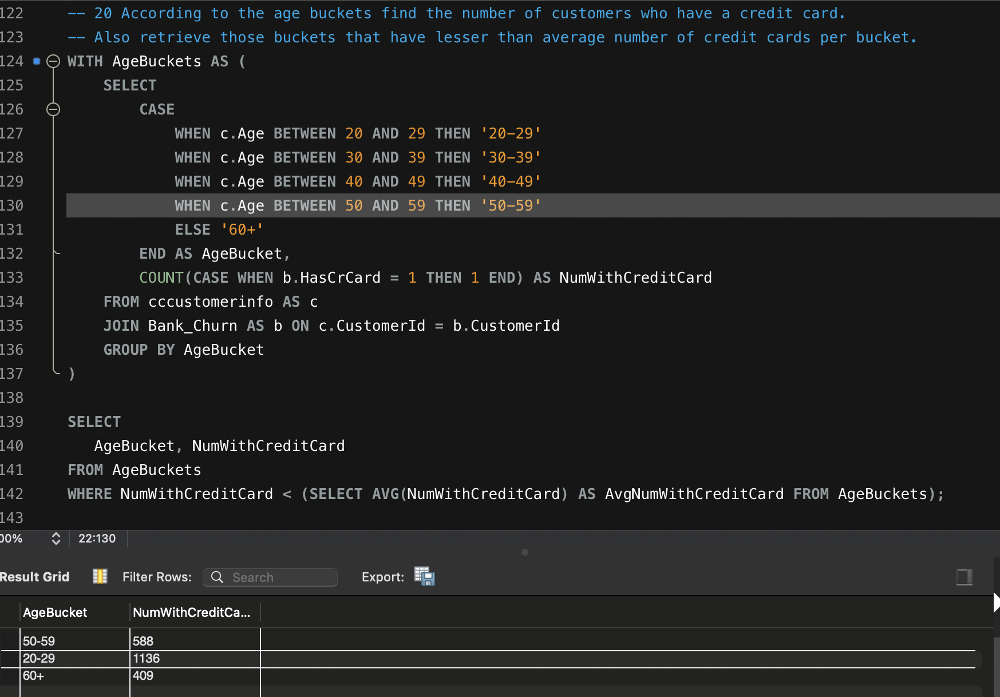 122 -- 20 According to the age buckets find the number of customers who have a credit card.
123 -- Also retrieve those buckets that have lesser than average number of credit cards per bucket.
124 WITH AgeBuckets AS (
125 SELECT
126 CASE
127 WHEN c.Age BETWEEN 20 AND 29 THEN '20-29'
128 WHEN c.Age BETWEEN 30 AND 39 THEN '30-39'
129 WHEN c.Age BETWEEN 40 AND 49 THEN '40-49'
130 WHEN c.Age BETWEEN 50 AND 59 THEN '50-59'
131 ELSE '60+'
132 END AS AgeBucket,
133 COUNT(CASE WHEN b.HasCrCard = 1 THEN 1 END) AS NumWithCreditCard
134 FROM cccustomerinfo AS c
135 JOIN Bank_Churn AS b ON c.CustomerId = b.CustomerId
136 GROUP BY AgeBucket
137 )
138
139 SELECT
140 AgeBucket, NumWithCreditCard
141 FROM AgeBuckets
142 WHERE NumWithCreditCard < (SELECT AVG(NumWithCreditCard) AS AvgNumWithCreditCard FROM AgeBuckets);
143
00% 22:130
Result Grid Filter Rows: Search Export:
AgeBucket NumWithCreditCa...
50-59 588
20-29 1136
60+ 409